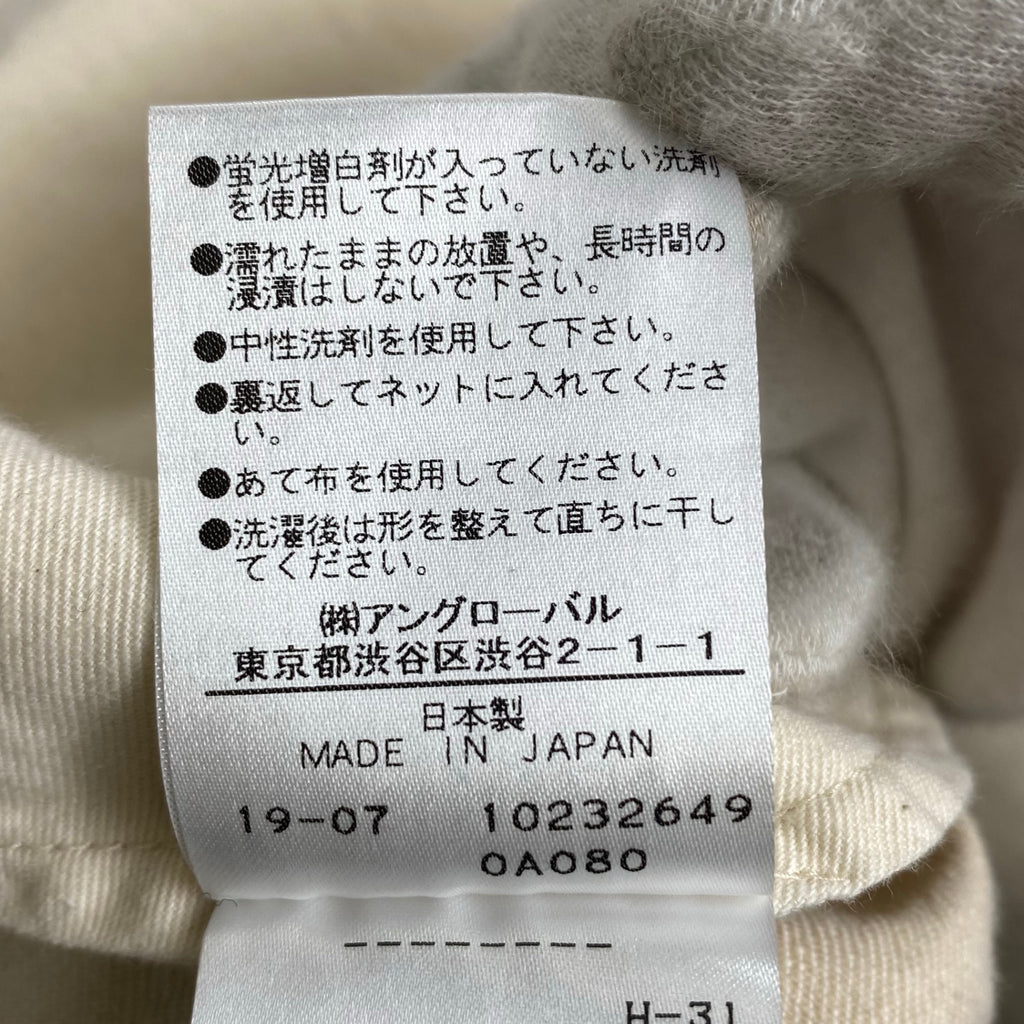 ●蛍光増白剤が入っていない洗剤
を使用して下さい。
●濡れたままの放置や、長時間の
浸漬はしないで下さい。
●中性洗剤を使用して下さい。
●裏返してネットに入れてくださ
い。
●あて布を使用してください。
●洗濯後は形を整えて直ちに干し
てください。
㈱アングローバル
東京都渋谷区渋谷2-1-1
日本製
MADE IN JAPAN
19-07 10232649
0A080
--------
H-31